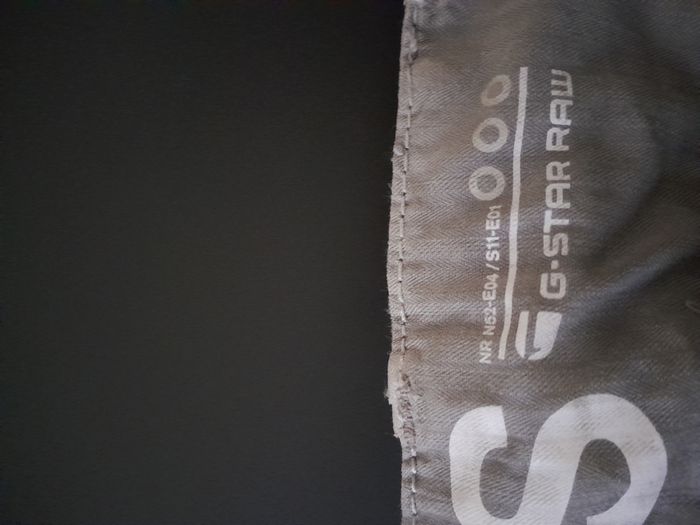 NR N62-E04 / S11-E01
G-STAR RAW
S